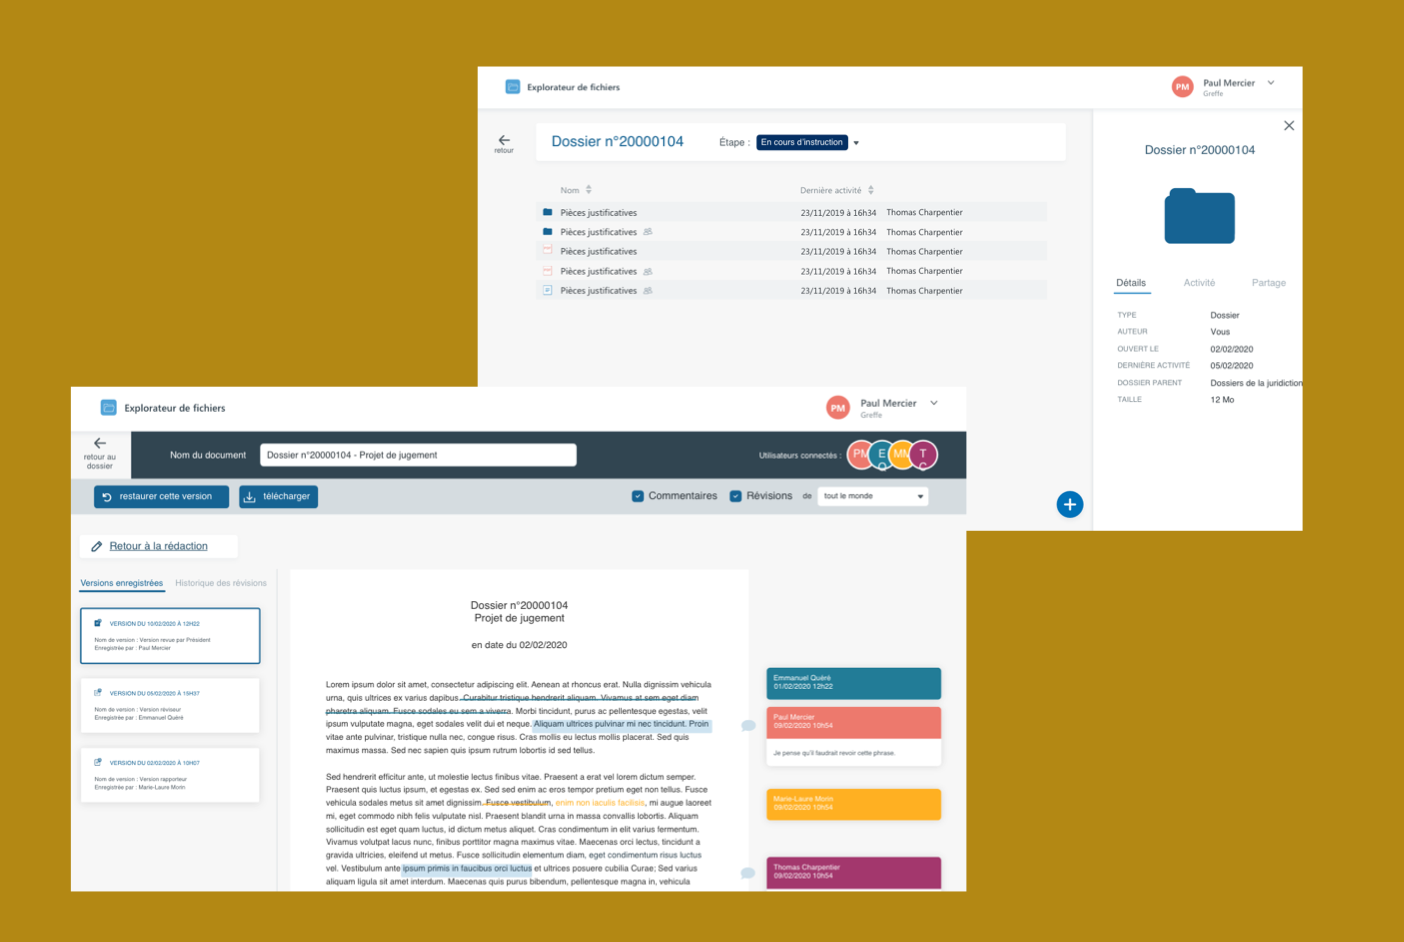 Explorateur de fichiers
PM
Paul Mercier
Greffe
retour
Dossier n°20000104
Étape :
En cours d'instruction
Nom
Dernière activité
Pièces justificatives 23/11/2019 à 16h34 Thomas Charpentier
Pièces justificatives 23/11/2019 à 16h34 Thomas Charpentier
Pièces justificatives 23/11/2019 à 16h34 Thomas Charpentier
Pièces justificatives 23/11/2019 à 16h34 Thomas Charpentier
Pièces justificatives 23/11/2019 à 16h34 Thomas Charpentier
Dossier n°20000104
Détails Activité Partage
TYPE Dossier
AUTEUR Vous
OUVERT LE 02/02/2020
DERNIÈRE ACTIVITÉ 05/02/2020
DOSSIER PARENT Dossiers de la juridiction
TAILLE 12 Mo
Explorateur de fichiers
PM
Paul Mercier
Greffe
retour au
dossier
Nom du document
Dossier n°20000104 - Projet de jugement
Utilisateurs connectés :
PM E Q MM T C
restaurer cette version
télécharger
Commentaires
Révisions de tout le monde
Retour à la rédaction
Versions enregistrées
Historique des révisions
VERSION DU 10/02/2020 À 12H22
Nom de version : Version revue par Président
Enregistrée par : Paul Mercier
VERSION DU 05/02/2020 À 15H37
Nom de version : Version réviseur
Enregistrée par : Emmanuel Quéré
VERSION DU 02/02/2020 À 10H07
Nom de version : Version rapporteur
Enregistrée par : Marie-Laure Morin
Dossier n°20000104
Projet de jugement
en date du 02/02/2020
Lorem ipsum dolor sit amet, consectetur adipiscing elit. Aenean at rhoncus erat. Nulla dignissim vehicula
urna, quis ultrices ex varius dapibus. Curabitur tristique hendrerit aliquam. Vivamus at sem eget diam
pharetra aliquam. Fusce sodales eu sem a viverra. Morbi tincidunt, purus ac pellentesque egestas, velit
ipsum vulputate magna, eget sodales velit dui et neque. Aliquam ultrices pulvinar mi nec tincidunt. Proin
vitae ante pulvinar, tristique nulla nec, congue risus. Cras mollis eu lectus mollis placerat. Sed quis
maximus massa. Sed nec sapien quis ipsum rutrum lobortis id sed tellus.
Sed hendrerit efficitur ante, ut molestie lectus finibus vitae. Praesent a erat vel lorem dictum semper.
Praesent quis luctus ipsum, et egestas ex. Sed sed enim ac eros tempor pretium eget non tellus. Fusce
vehicula sodales metus sit amet dignissim. Fusce vestibulum, enim non iaculis facilisis, mi augue laoreet
mi, eget commodo nibh felis vulputate nisl. Praesent blandit urna in massa convallis lobortis. Aliquam
sollicitudin est eget quam luctus, id dictum metus aliquet. Cras condimentum in elit varius fermentum.
Vivamus volutpat lacus nunc, finibus porttitor magna maximus vitae. Maecenas orci lectus, tincidunt a
gravida ultricies, eleifend ut metus. Fusce sollicitudin elementum diam, eget condimentum risus luctus
vel. Vestibulum ante ipsum primis in faucibus orci luctus et ultrices posuere cubilia Curae; Sed varius
aliquam ligula sit amet interdum. Maecenas quis purus bibendum, pellentesque magna in, vehicula
Emmanuel Quéré
01/02/2020 12h22
Paul Mercier
09/02/2020 10h54
Je pense qu'il faudrait revoir cette phrase.
Marie-Laure Morin
09/02/2020 10h54
Thomas Charpentier
09/02/2020 10h54